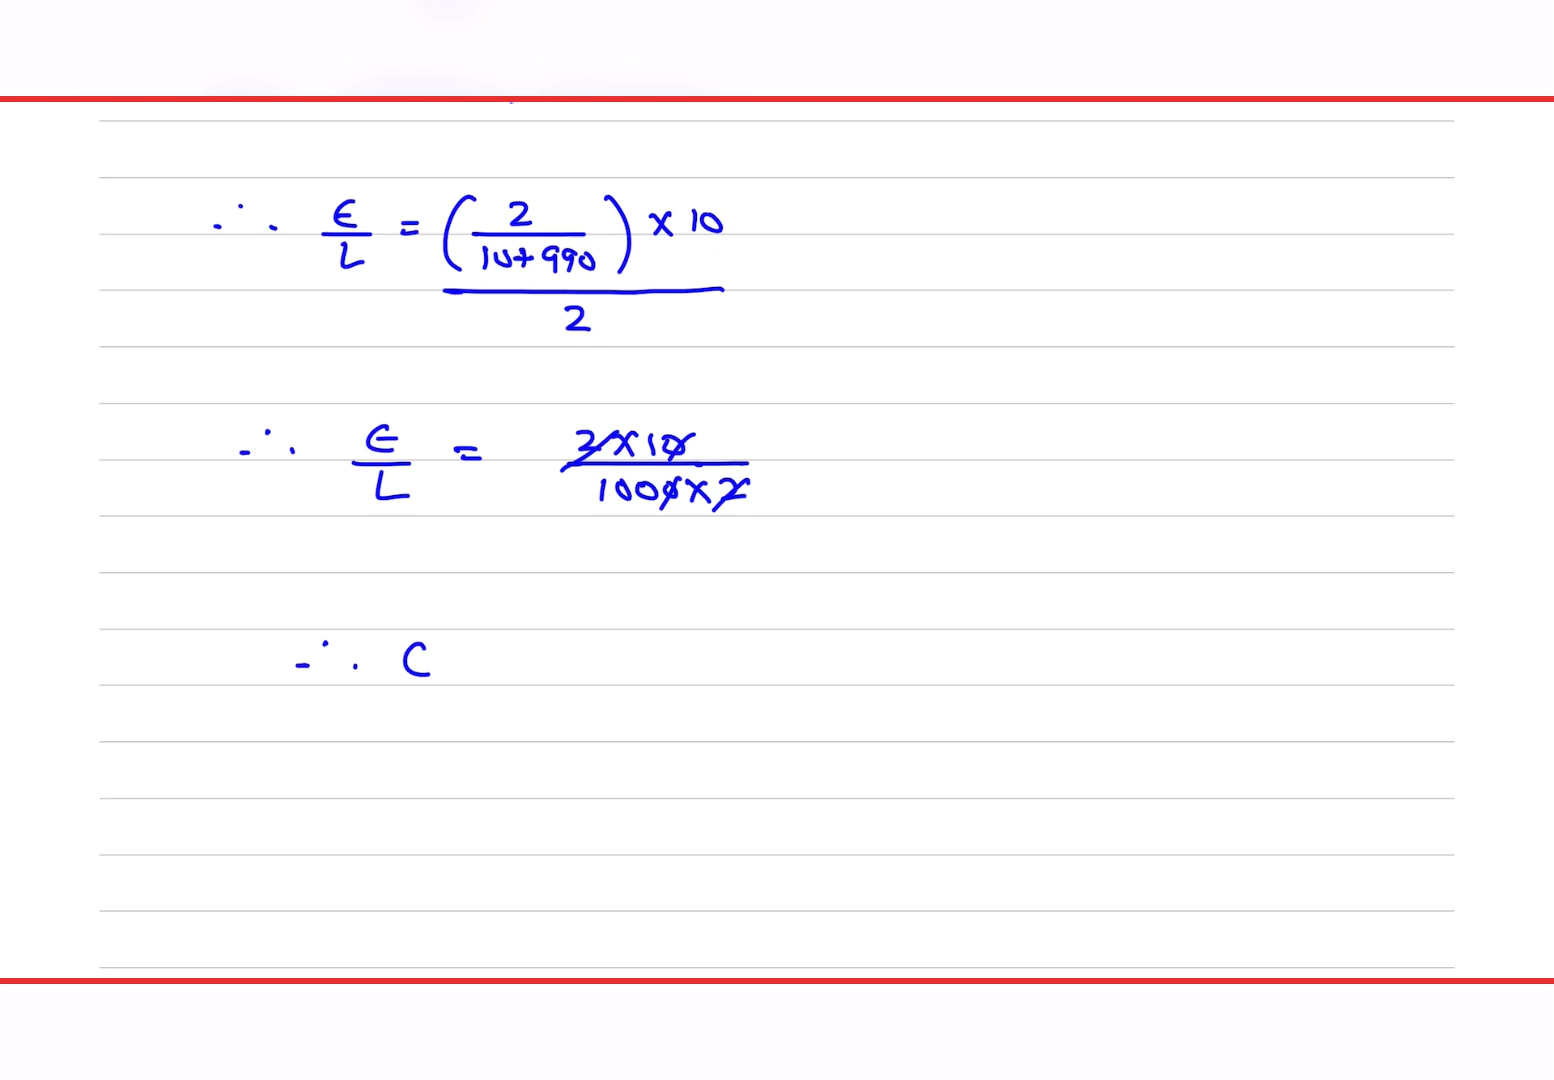 ∴ E/L = (2/(10+990)) × 10 / 2
∴ E/L = 2×10 / 1000×2
∴ C